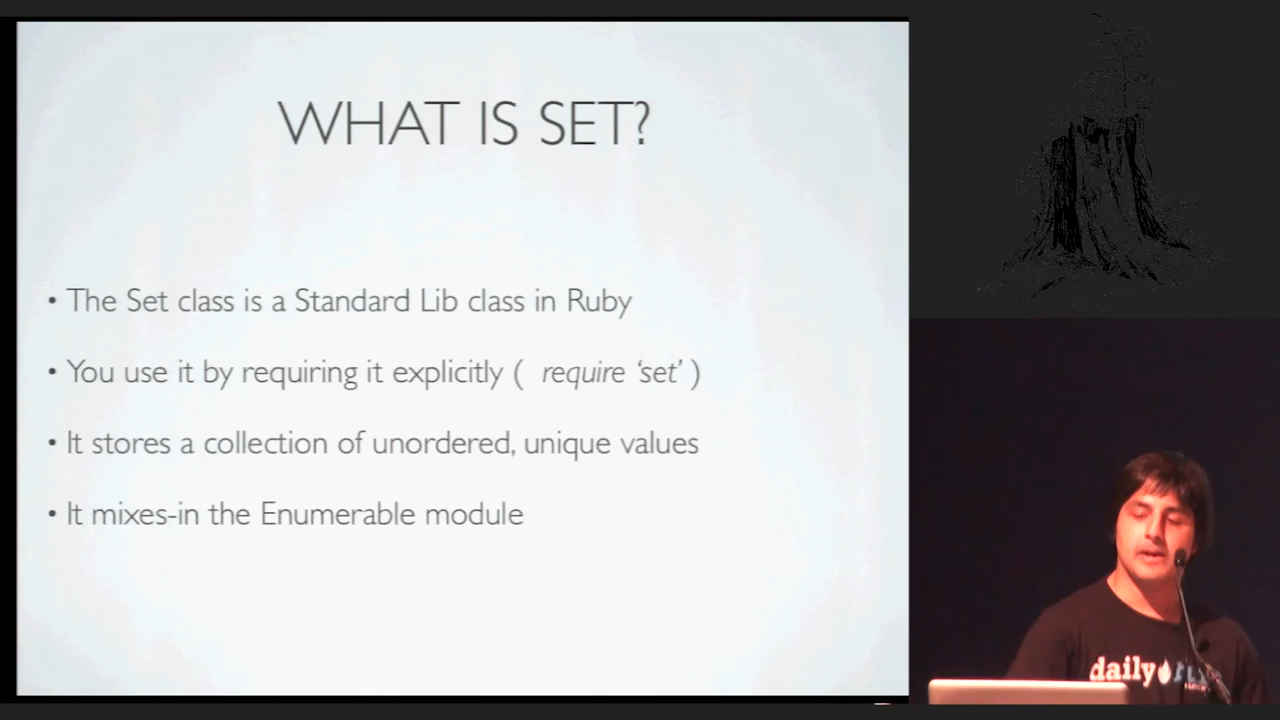 WHAT IS SET?
• The Set class is a Standard Lib class in Ruby
• You use it by requiring it explicitly ( require ‘set’ )
• It stores a collection of unordered, unique values
• It mixes-in the Enumerable module
daily